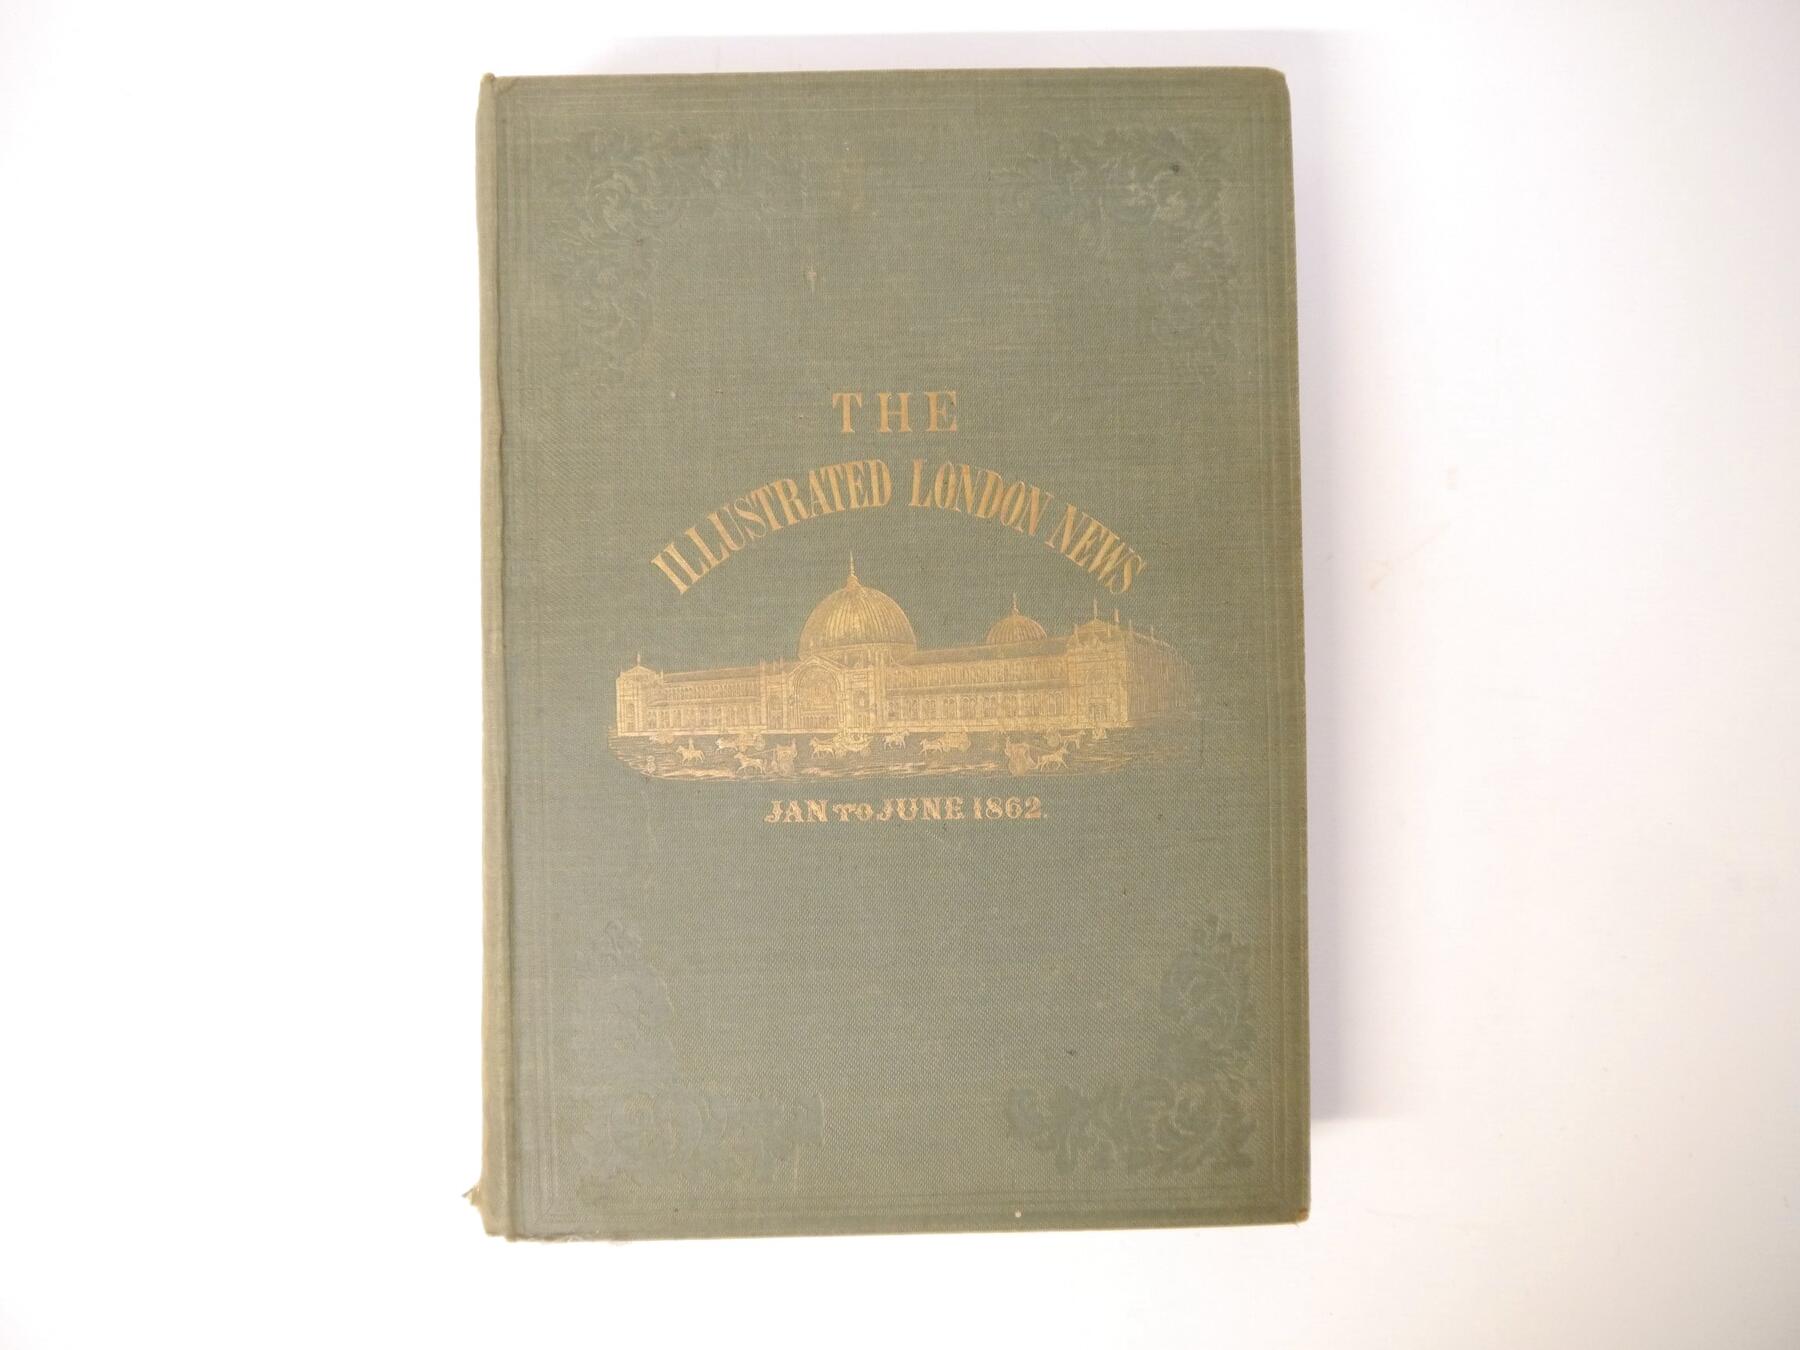 THE
ILLUSTRATED LONDON NEWS
JAN TO JUNE 1862.